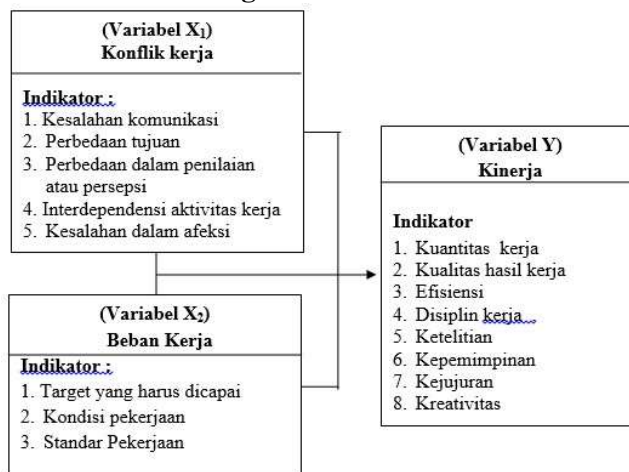 (Variabel X₁)
Konflik kerja
Indikator :
1. Kesalahan komunikasi
2. Perbedaan tujuan
3. Perbedaan dalam penilaian
atau persepsi
4. Interdependensi aktivitas kerja
5. Kesalahan dalam afeksi
(Variabel X₂)
Beban Kerja
Indikator :
1. Target yang harus dicapai
2. Kondisi pekerjaan
3. Standar Pekerjaan
(Variabel Y)
Kinerja
Indikator
1. Kuantitas kerja
2. Kualitas hasil kerja
3. Efisiensi
4. Disiplin kerja
5. Ketelitian
6. Kepemimpinan
7. Kejujuran
8. Kreativitas